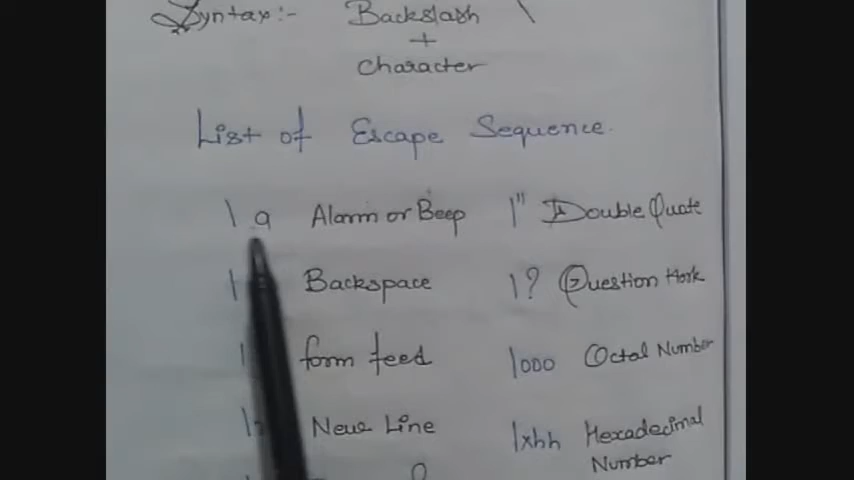 Syntax:- Backslash \
+
character
List of Escape Sequence.
\a Alarm or Beep
\" Double Quote
\ Backspace
\? Question Mark
\ form feed
\000 Octal Number
\ New Line
\xhh Hexadecimal
Number